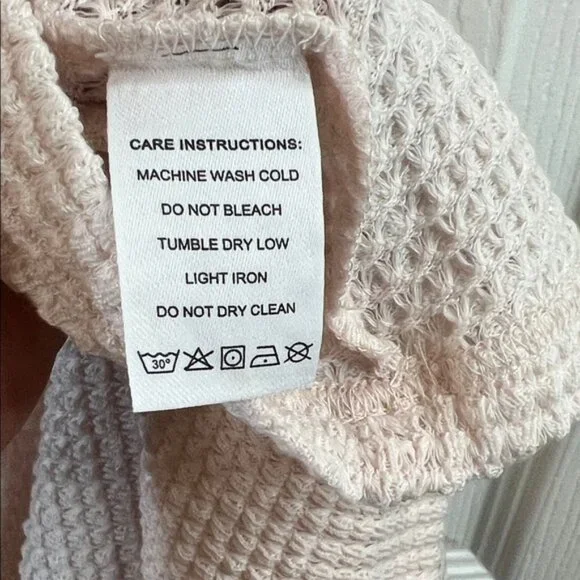 CARE INSTRUCTIONS:
MACHINE WASH COLD
DO NOT BLEACH
TUMBLE DRY LOW
LIGHT IRON
DO NOT DRY CLEAN
30°